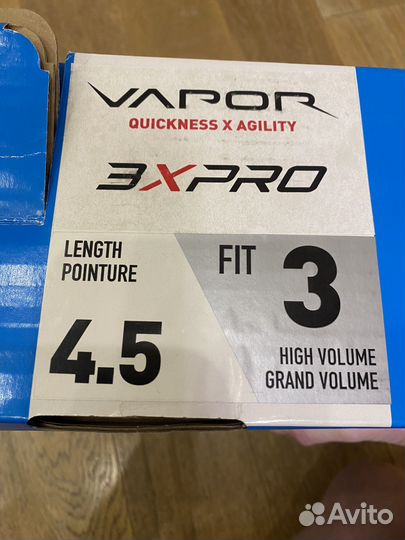 VAPOR
QUICKNESS X AGILITY
3XPRO
LENGTH
POINTURE
4.5
FIT 3
HIGH VOLUME
GRAND VOLUME
Avito